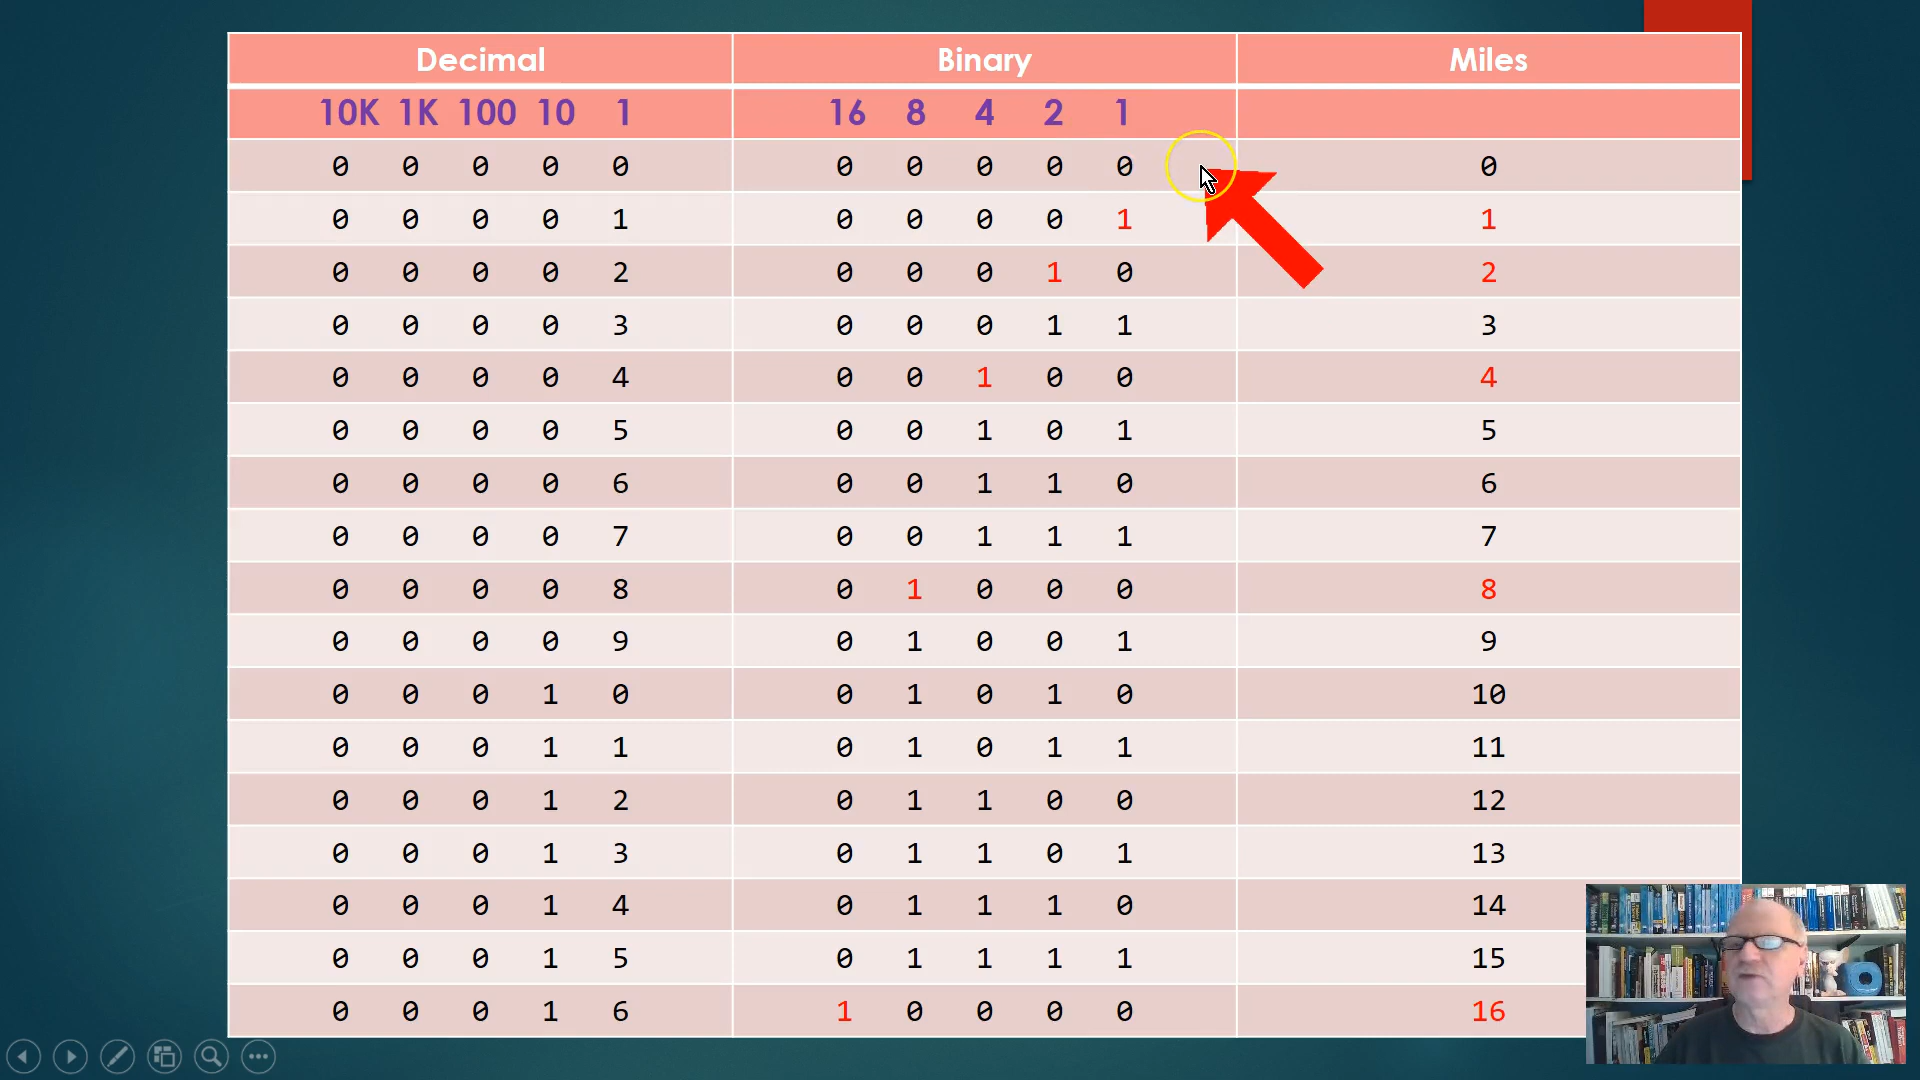 Decimal Binary Miles
10K 1K 100 10 1 16 8 4 2 1
0 0 0 0 0 0 0 0 0 0 0
0 0 0 0 1 0 0 0 0 1 1
0 0 0 0 2 0 0 0 1 0 2
0 0 0 0 3 0 0 0 1 1 3
0 0 0 0 4 0 0 1 0 0 4
0 0 0 0 5 0 0 1 0 1 5
0 0 0 0 6 0 0 1 1 0 6
0 0 0 0 7 0 0 1 1 1 7
0 0 0 0 8 0 1 0 0 0 8
0 0 0 0 9 0 1 0 0 1 9
0 0 0 1 0 0 1 0 1 0 10
0 0 0 1 1 0 1 0 1 1 11
0 0 0 1 2 0 1 1 0 0 12
0 0 0 1 3 0 1 1 0 1 13
0 0 0 1 4 0 1 1 1 0 14
0 0 0 1 5 0 1 1 1 1 15
0 0 0 1 6 1 0 0 0 0 16